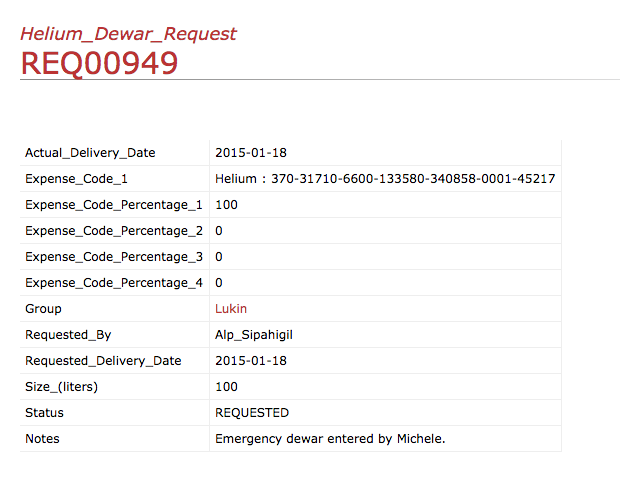 Helium_Dewar_Request
REQ00949
Actual_Delivery_Date 2015-01-18
Expense_Code_1 Helium : 370-31710-6600-133580-340858-0001-45217
Expense_Code_Percentage_1 100
Expense_Code_Percentage_2 0
Expense_Code_Percentage_3 0
Expense_Code_Percentage_4 0
Group Lukin
Requested_By Alp_Sipahigil
Requested_Delivery_Date 2015-01-18
Size_(liters) 100
Status REQUESTED
Notes Emergency dewar entered by Michele.